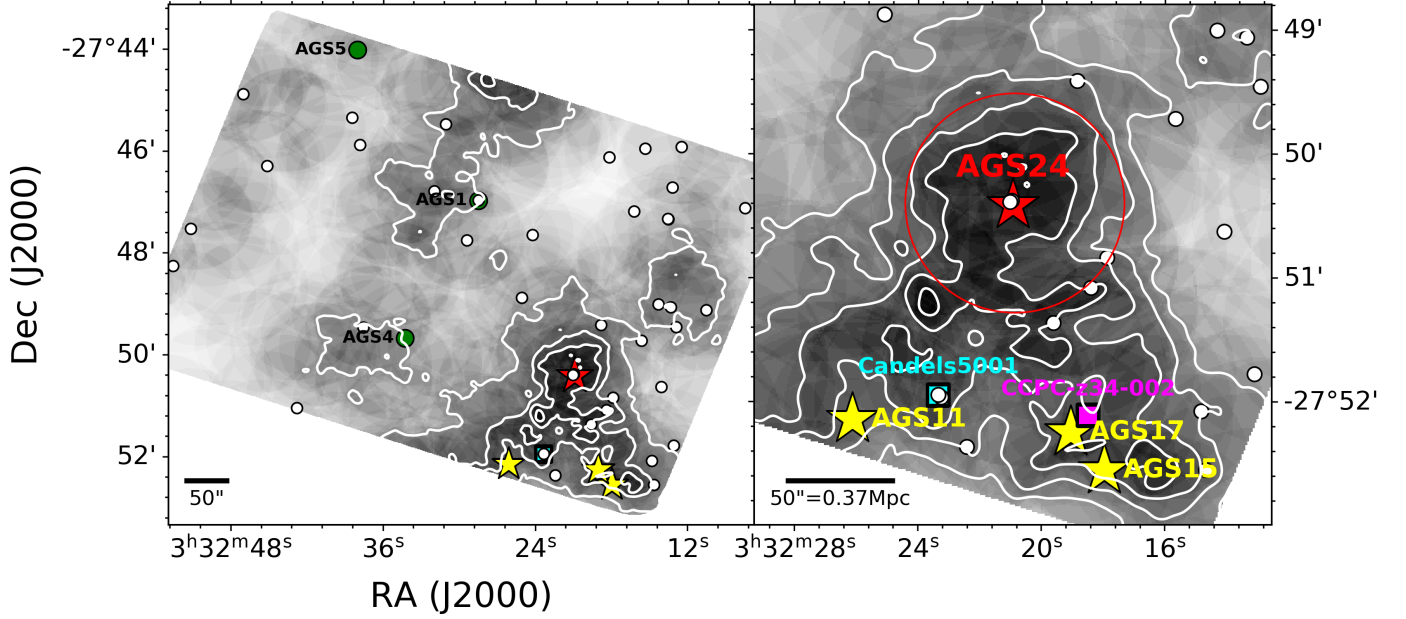 Dec (J2000)
-27°44'
46'
48'
50'
52'
AGS5
AGS1
AGS4
50"
3ʰ32ᵐ48ˢ
36ˢ
24ˢ
12ˢ
RA (J2000)
AGS24
Candels5001
CGPC-z34-002
AGS11
AGS17
AGS15
50"=0.37Mpc
3ʰ32ᵐ28ˢ
24ˢ
20ˢ
16ˢ
49'
50'
51'
-27°52'